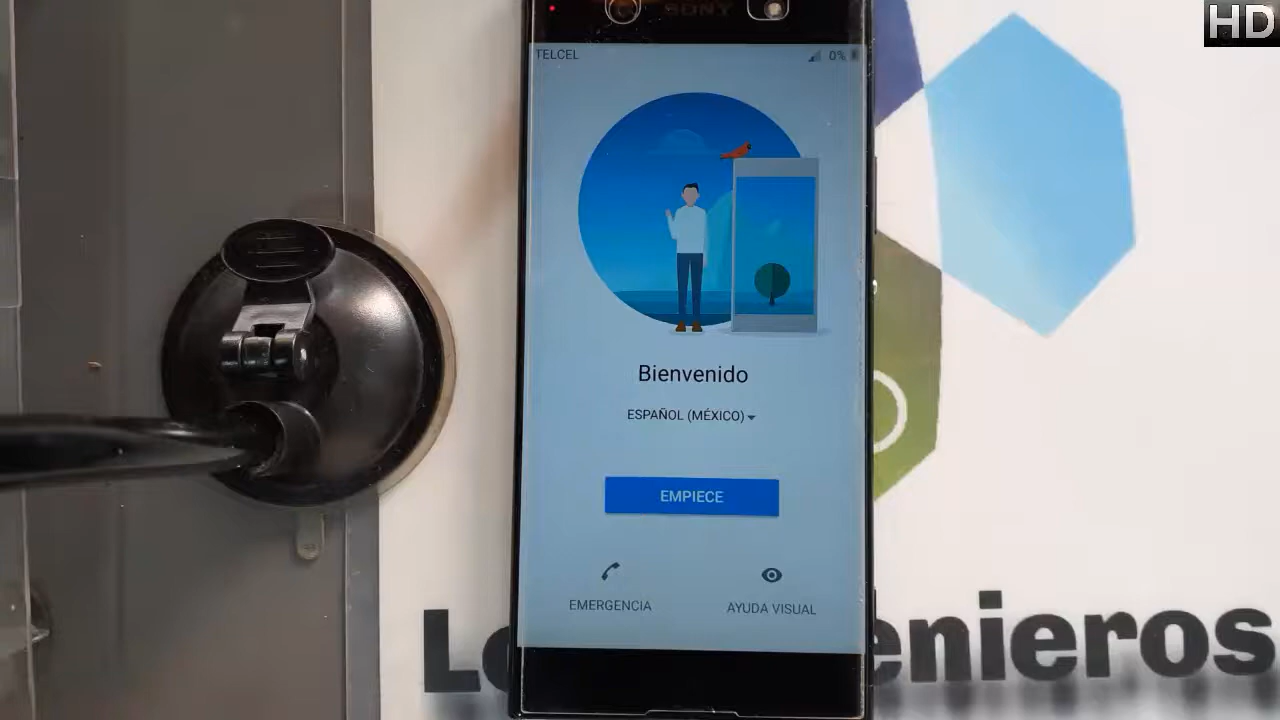 HD
SONY
TELCEL
0%
Bienvenido
ESPAÑOL (MÉXICO)
EMPIECE
EMERGENCIA
AYUDA VISUAL
enieros